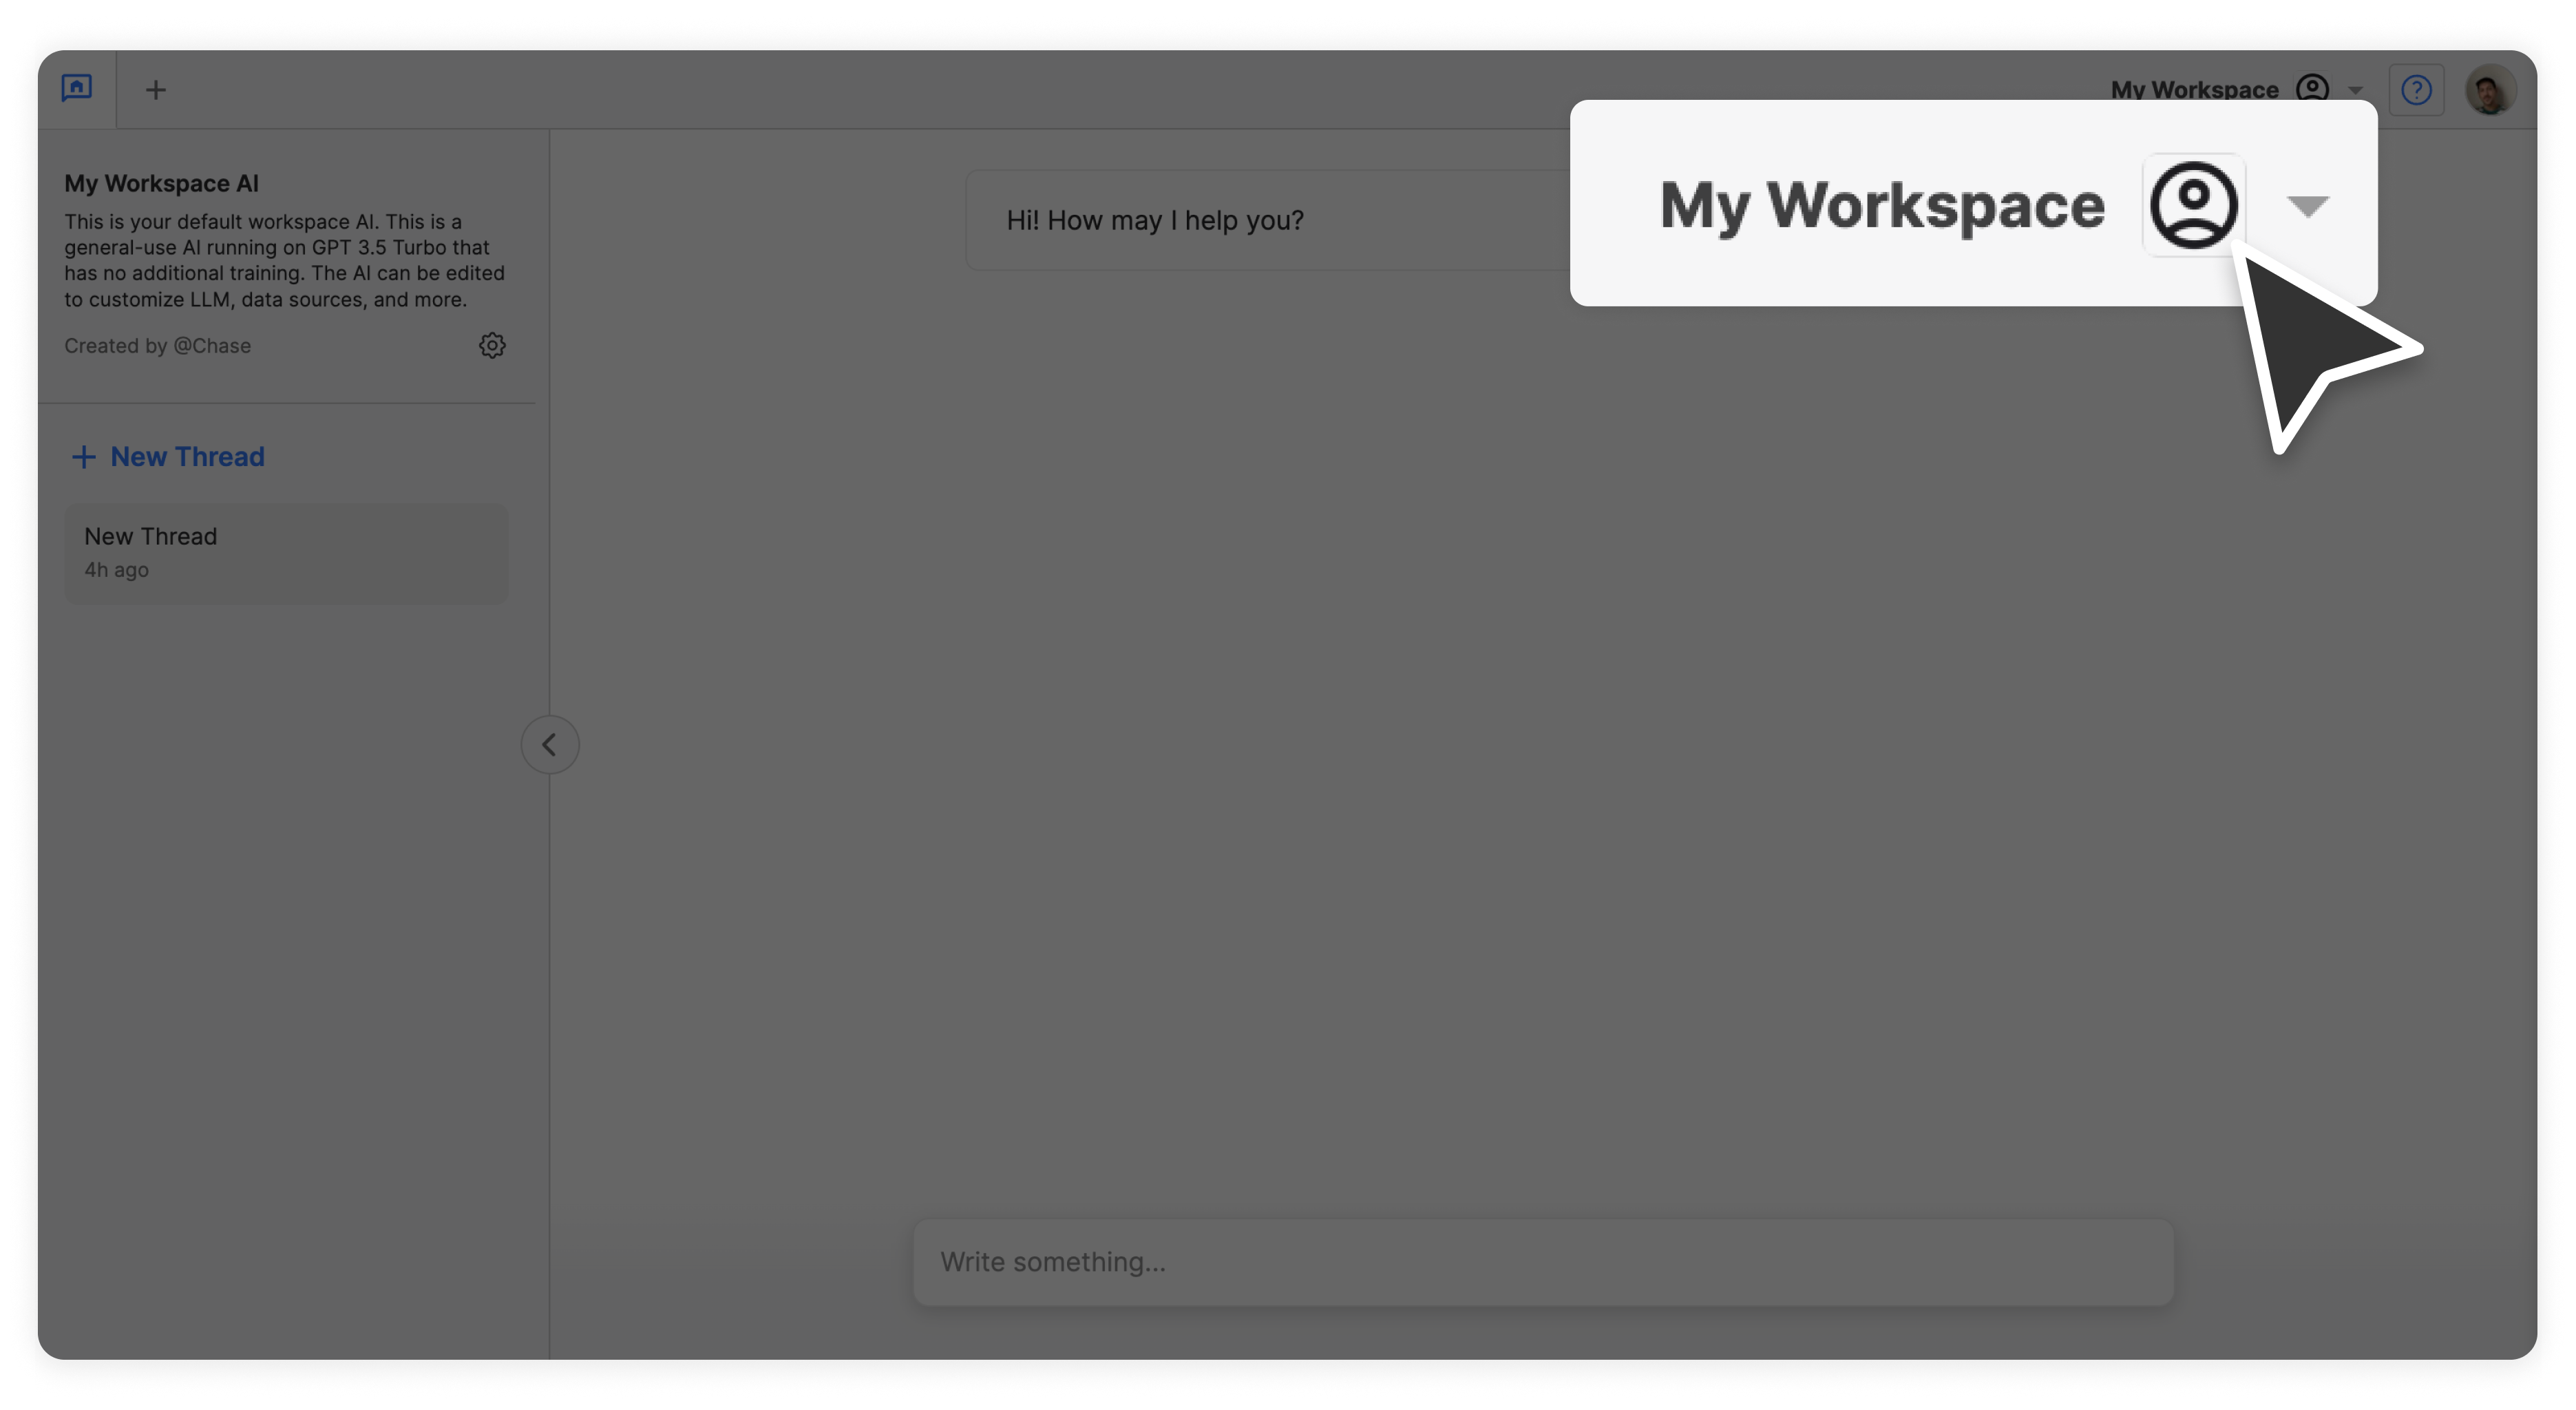 My Workspace
My Workspace
My Workspace AI
This is your default workspace AI. This is a
general-use AI running on GPT 3.5 Turbo that
has no additional training. The AI can be edited
to customize LLM, data sources, and more.
Created by @Chase
New Thread
New Thread
4h ago
Hi! How may I help you?
Write something...